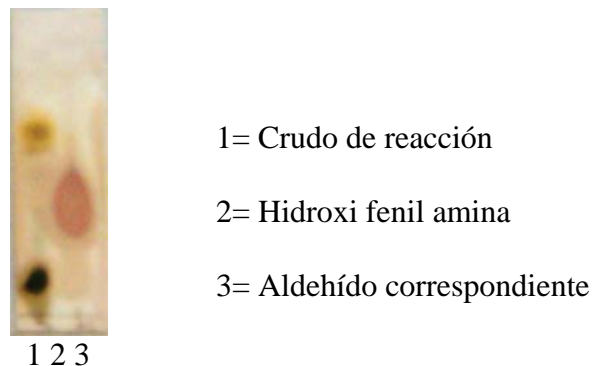 1= Crudo de reacción
2= Hidroxi fenil amina
3= Aldehído correspondiente
1 2 3